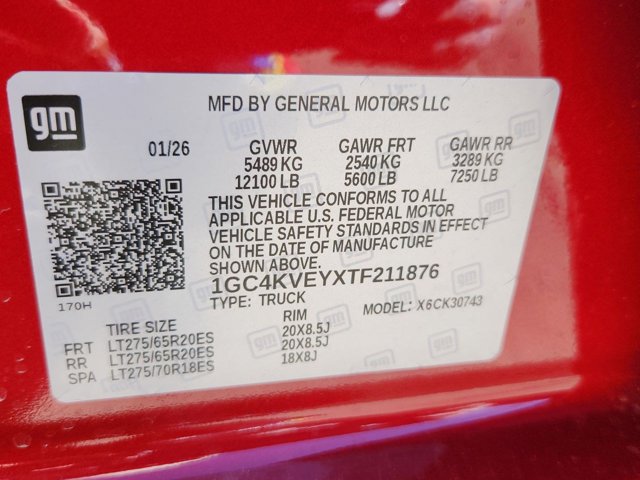 gm
MFD BY GENERAL MOTORS LLC
01/26 GVWR GAWR FRT GAWR RR
5489 KG 2540 KG 3289 KG
12100 LB 5600 LB 7250 LB
THIS VEHICLE CONFORMS TO ALL
APPLICABLE U.S. FEDERAL MOTOR
VEHICLE SAFETY STANDARDS IN EFFECT
ON THE DATE OF MANUFACTURE
SHOWN ABOVE.
1GC4KVEYXTF211876
170H TYPE: TRUCK MODEL: X6CK30743
TIRE SIZE RIM
FRT LT275/65R20ES 20X8.5J
RR LT275/65R20ES 20X8.5J
SPA LT275/70R18ES 18X8J